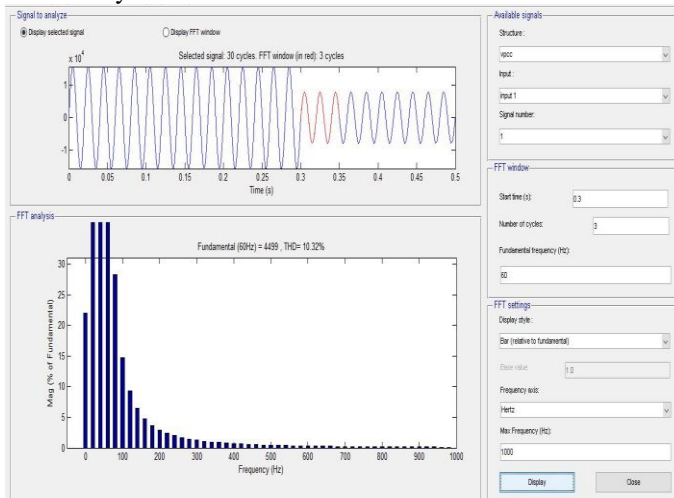 Signal to analyze
Display selected signal
Display FFT window
Selected signal: 30 cycles. FFT window (in red): 3 cycles
x 10^4
1
0
-1
0 0.05 0.1 0.15 0.2 0.25 0.3 0.35 0.4 0.45 0.5
Time (s)
FFT analysis
Fundamental (60Hz) = 4499 , THD= 10.32%
30
25
20
15
10
5
0
Mag (% of Fundamental)
0 100 200 300 400 500 600 700 800 900 1000
Frequency (Hz)
Available signals
Structure :
vpcc
Input :
input 1
Signal number:
1
FFT window
Start time (s):
0.3
Number of cycles:
3
Fundamental frequency (Hz):
60
FFT settings
Display style :
Bar (relative to fundamental)
Base value:
1.0
Frequency axis:
Hertz
Max Frequency (Hz):
1000
Display
Close